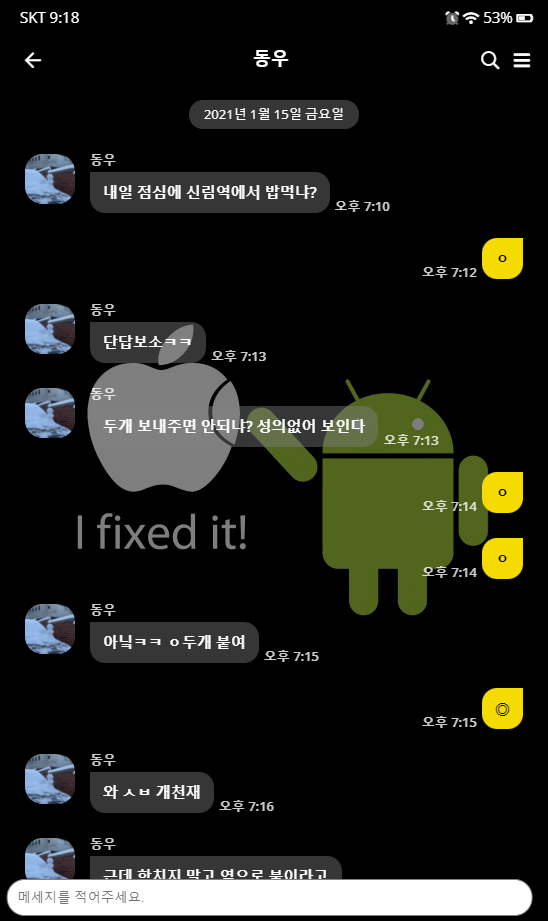 SKT 9:18
53%
동우
2021년 1월 15일 금요일
동우
내일 점심에 신림역에서 밥먹냐?
오후 7:10
ㅇ
오후 7:12
동우
단답보소ㅋㅋ
오후 7:13
동우
두개 보내주면 안되냐? 성의없어 보인다
오후 7:13
I fixed it!
ㅇ
오후 7:14
ㅇ
오후 7:14
동우
아닠ㅋㅋ ㅇ두개 붙여
오후 7:15
◎
오후 7:15
동우
와 ㅅㅂ 개천재
오후 7:16
동우
근데 합치지 말고 옆으로 붙이라고
메세지를 적어주세요.